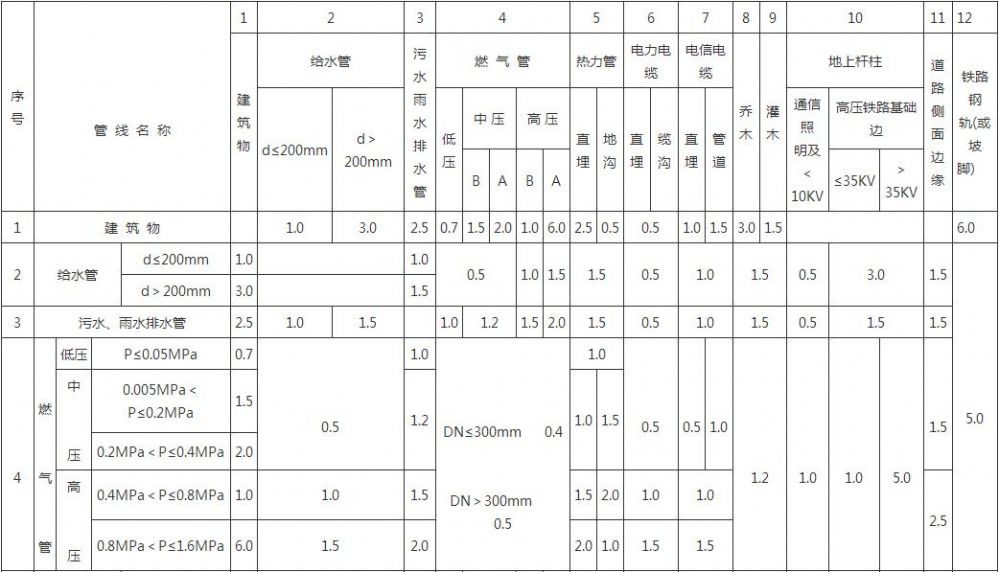 序号 管线名称 1 2 3 4 5 6 7 8 9 10 11 12
建筑物 给水管 污水雨水排水管 燃气管 热力管 电力电缆 电信电缆 乔木 灌木 地上杆柱 道路侧面边缘 铁路钢轨(或坡脚)
d≤200mm d＞200mm 低压 中压 高压 直埋 地沟 直埋 缆沟 直埋 管道 通信照明及＜10KV 高压铁路基础边
B A B A ≤35KV ＞35KV
1 建筑物 1.0 3.0 2.5 0.7 1.5 2.0 1.0 6.0 2.5 0.5 0.5 1.0 1.5 3.0 1.5 6.0
2 给水管 d≤200mm 1.0 1.0 0.5 1.0 1.5 1.5 0.5 1.0 1.5 0.5 3.0 1.5 5.0
d＞200mm 3.0 1.5
3 污水、雨水排水管 2.5 1.0 1.5 1.0 1.2 1.5 2.0 1.5 0.5 1.0 1.5 0.5 1.5 1.5
4 燃气管 低压 P≤0.05MPa 0.7 0.5 1.0 DN≤300mm 0.4 1.0 0.5 0.5 1.0 1.2 1.0 1.0 5.0 1.5
中压 0.005MPa＜P≤0.2MPa 1.5 1.2 1.0 1.5
0.2MPa＜P≤0.4MPa 2.0
高压 0.4MPa＜P≤0.8MPa 1.0 1.0 1.5 DN＞300mm 0.5 1.5 2.0 1.0 1.0 2.5
0.8MPa＜P≤1.6MPa 6.0 1.5 2.0 2.0 1.0 1.5 1.5